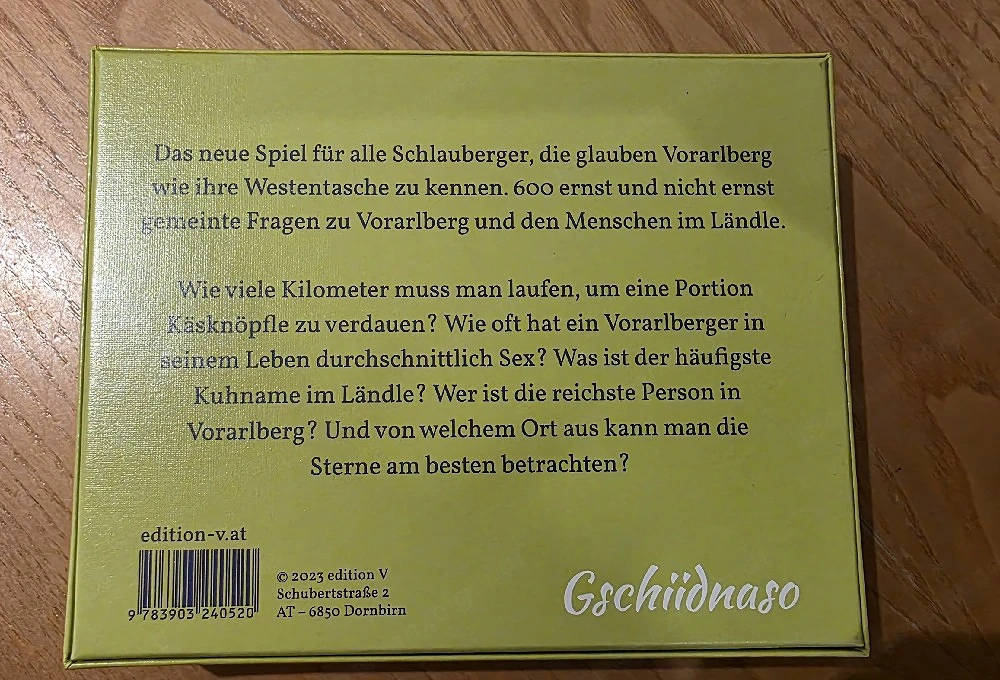 Das neue Spiel für alle Schlauberger, die glauben Vorarlberg
wie ihre Westentasche zu kennen. 600 ernst und nicht ernst
gemeinte Fragen zu Vorarlberg und den Menschen im Ländle.
Wie viele Kilometer muss man laufen, um eine Portion
Käsknöpfle zu verdauen? Wie oft hat ein Vorarlberger in
seinem Leben durchschnittlich Sex? Was ist der häufigste
Kuhname im Ländle? Wer ist die reichste Person in
Vorarlberg? Und von welchem Ort aus kann man die
Sterne am besten betrachten?
edition-v.at
9 783903 240520
© 2023 edition V
Schubertstraße 2
AT – 6850 Dornbirn
Gschiidnaso